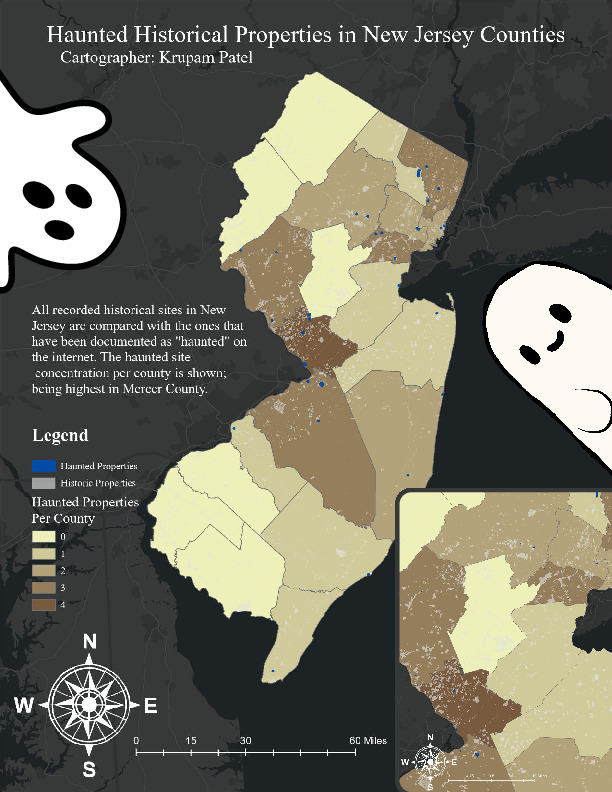 Haunted Historical Properties in New Jersey Counties
Cartographer: Krupam Patel
All recorded historical sites in New
Jersey are compared with the ones that
have been documented as "haunted" on
the internet. The haunted site
concentration per county is shown;
being highest in Mercer County.
Legend
Haunted Properties
Historic Properties
Haunted Properties
Per County
0
1
2
3
4
N
W E
S
0 15 30 60 Miles
N
W E
S